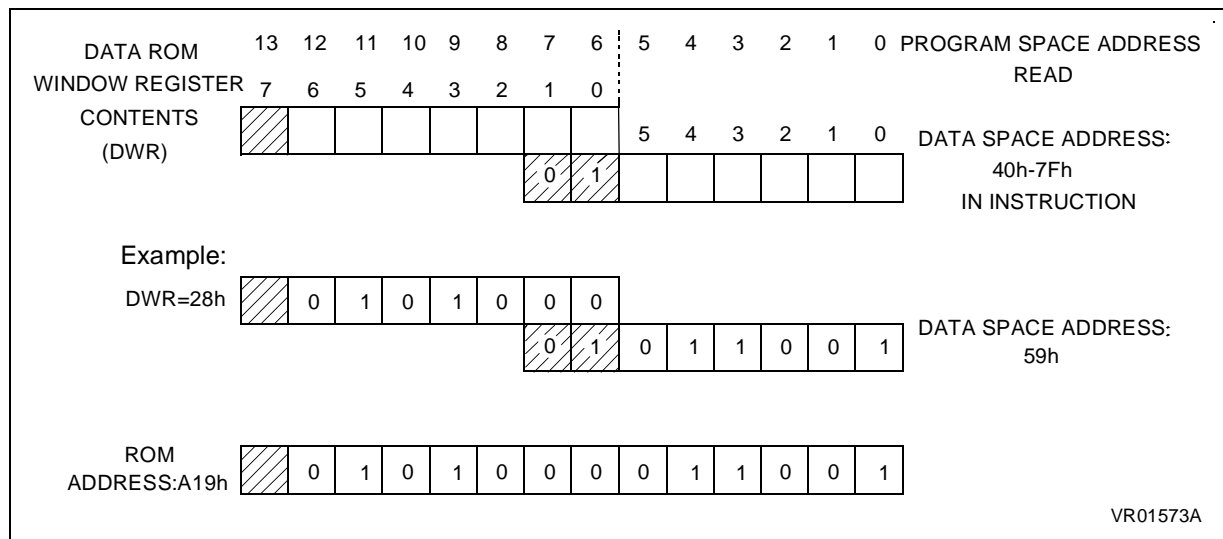 DATA ROM
WINDOW REGISTER
CONTENTS
(DWR)
13 12 11 10 9 8 7 6 5 4 3 2 1 0 PROGRAM SPACE ADDRESS
READ
7 6 5 4 3 2 1 0
5 4 3 2 1 0 DATA SPACE ADDRESS:
40h-7Fh
IN INSTRUCTION
0 1
Example:
DWR=28h 0 1 0 1 0 0 0
0 1 0 1 1 0 0 1 DATA SPACE ADDRESS:
59h
ROM
ADDRESS:A19h 0 1 0 1 0 0 0 0 1 1 0 0 1
VR01573A